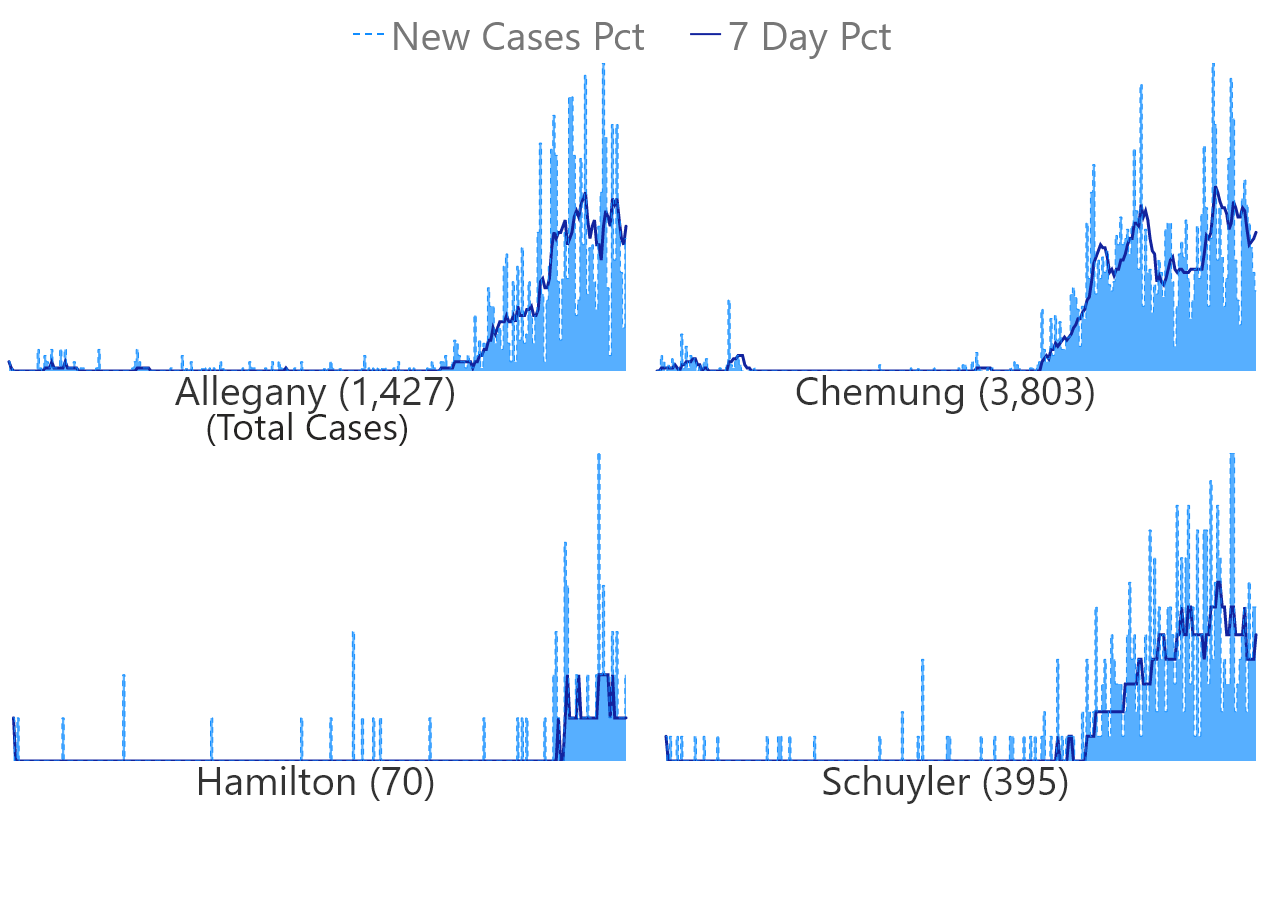 New Cases Pct 7 Day Pct
Allegany (1,427) Chemung (3,803)
(Total Cases)
Hamilton (70) Schuyler (395)